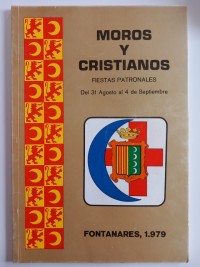 MOROS
Y
CRISTIANOS
FIESTAS PATRONALES
Del 31 Agosto al 4 de Septiembre
FONTANARES, 1.979